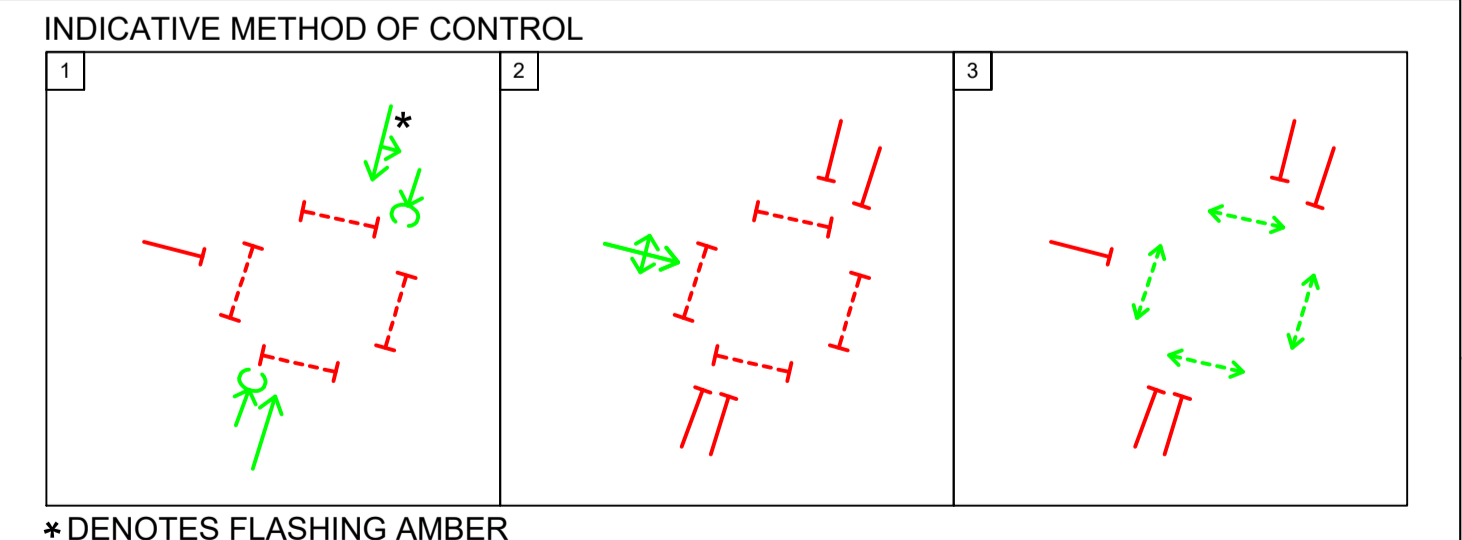 INDICATIVE METHOD OF CONTROL
1
2
3
*
C
C
* DENOTES FLASHING AMBER